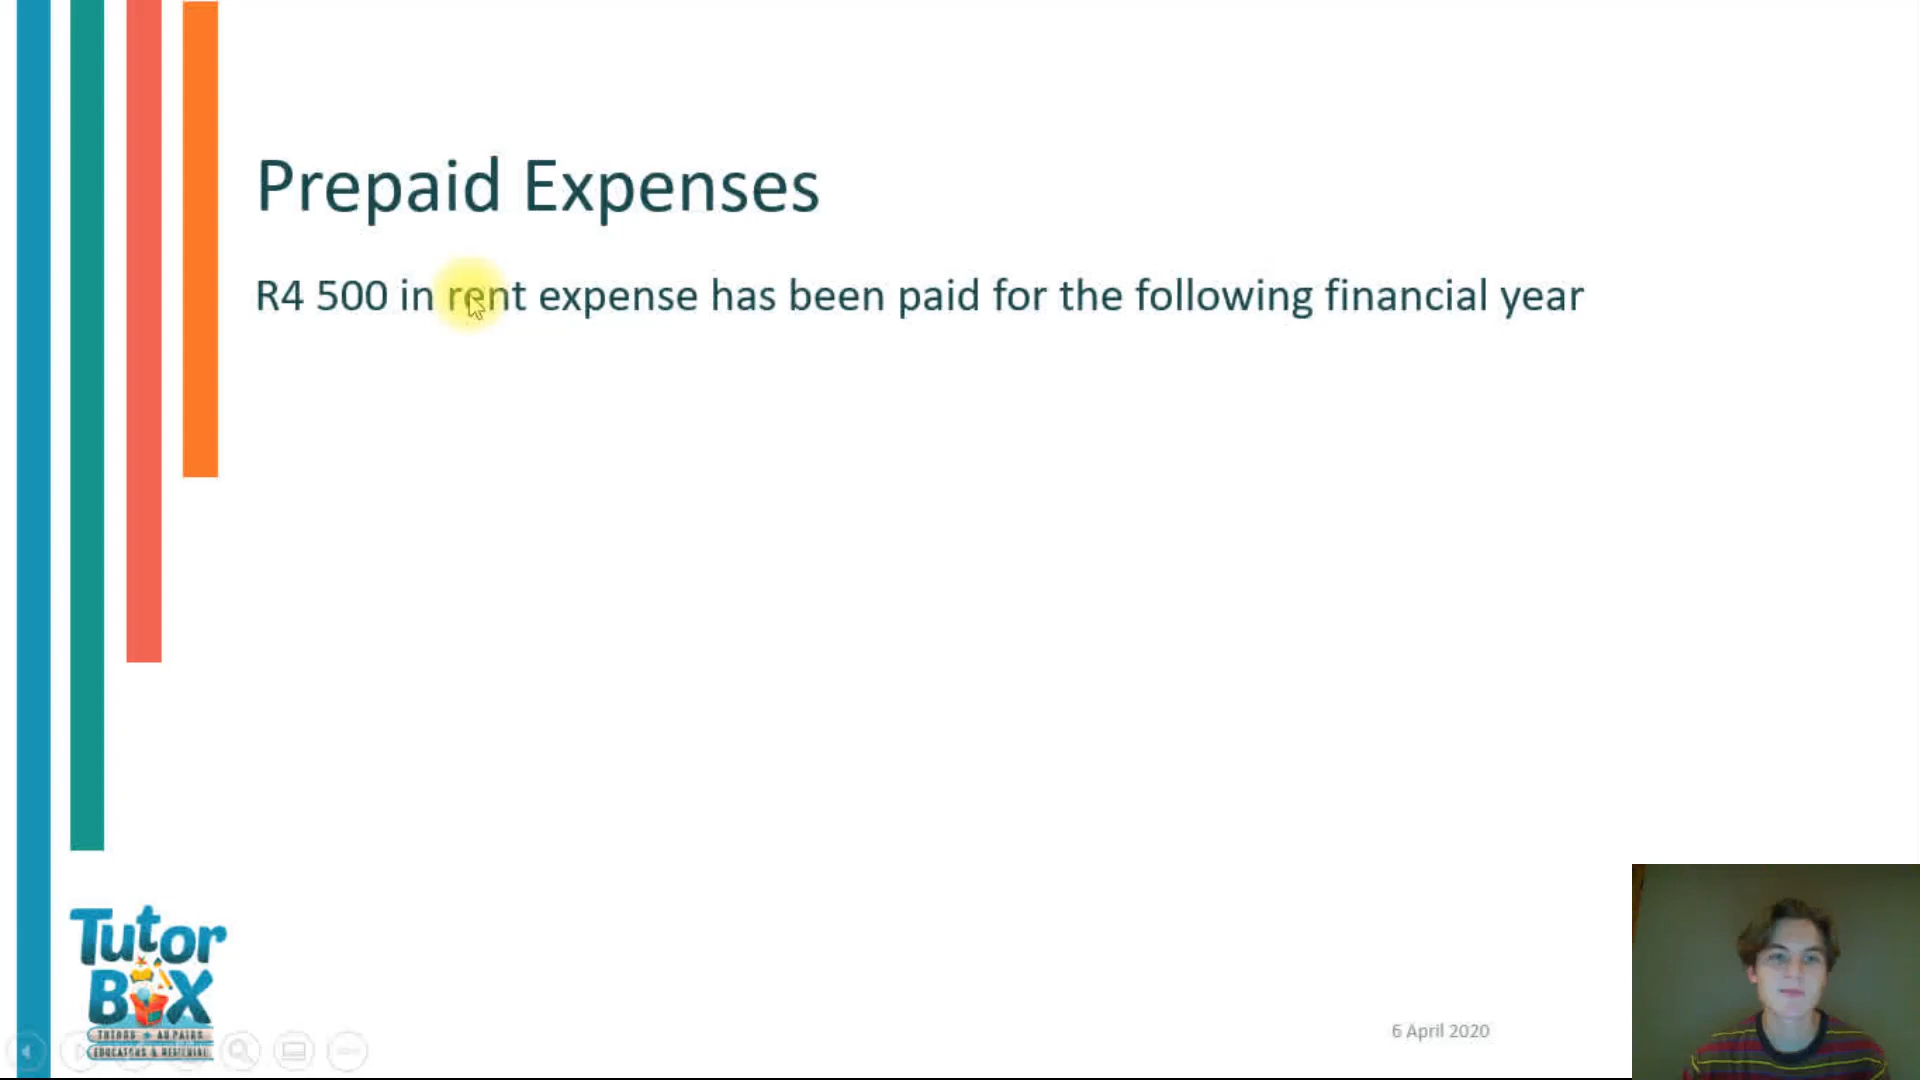 Prepaid Expenses
R4 500 in rent expense has been paid for the following financial year
Tutor
BOX
TUTORS AU PAIRS
EDUCATORS & REMEDIAL
6 April 2020